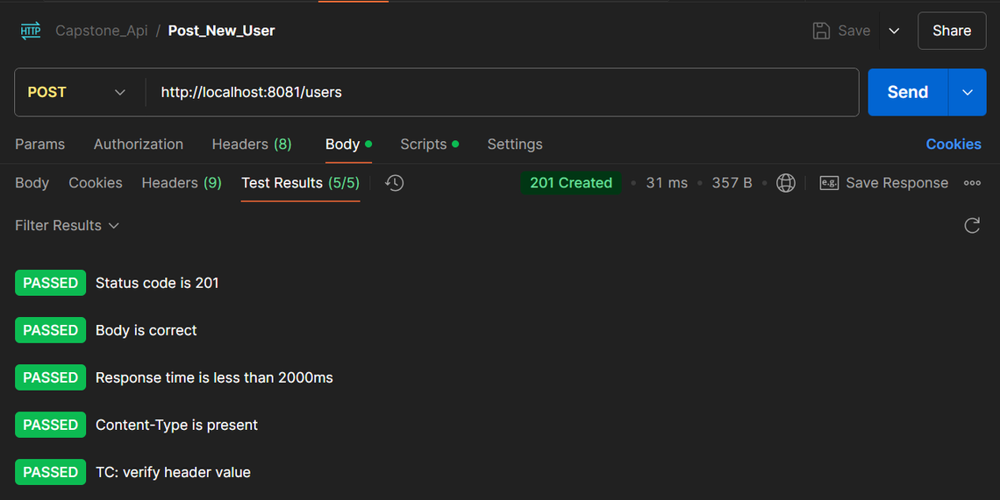 HTTP Capstone_Api / Post_New_User Save Share
POST http://localhost:8081/users Send
Params Authorization Headers (8) Body Scripts Settings Cookies
Body Cookies Headers (9) Test Results (5/5) 201 Created • 31 ms • 357 B • e.g. Save Response
Filter Results
PASSED Status code is 201
PASSED Body is correct
PASSED Response time is less than 2000ms
PASSED Content-Type is present
PASSED TC: verify header value